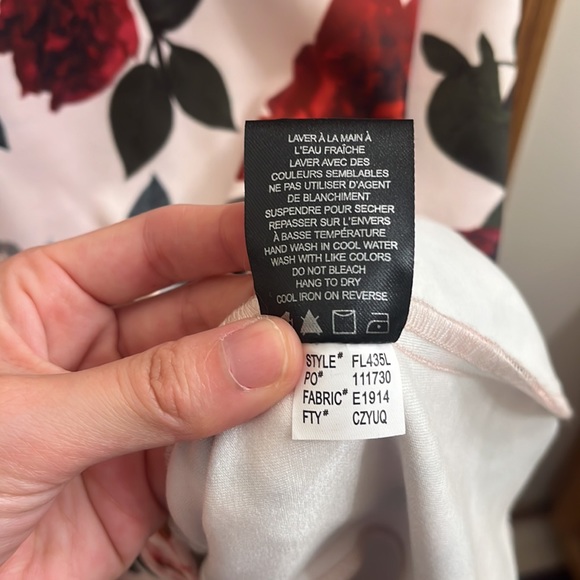 LAVER À LA MAIN À
L'EAU FRAÎCHE
LAVER AVEC DES
COULEURS SEMBLABLES
NE PAS UTILISER D'AGENT
DE BLANCHIMENT
SUSPENDRE POUR SECHER
REPASSER SUR L'ENVERS
À BASSE TEMPÉRATURE
HAND WASH IN COOL WATER
WASH WITH LIKE COLORS
DO NOT BLEACH
HANG TO DRY
COOL IRON ON REVERSE
STYLE# FL435L
PO# 111730
FABRIC# E1914
FTY# CZYUQ